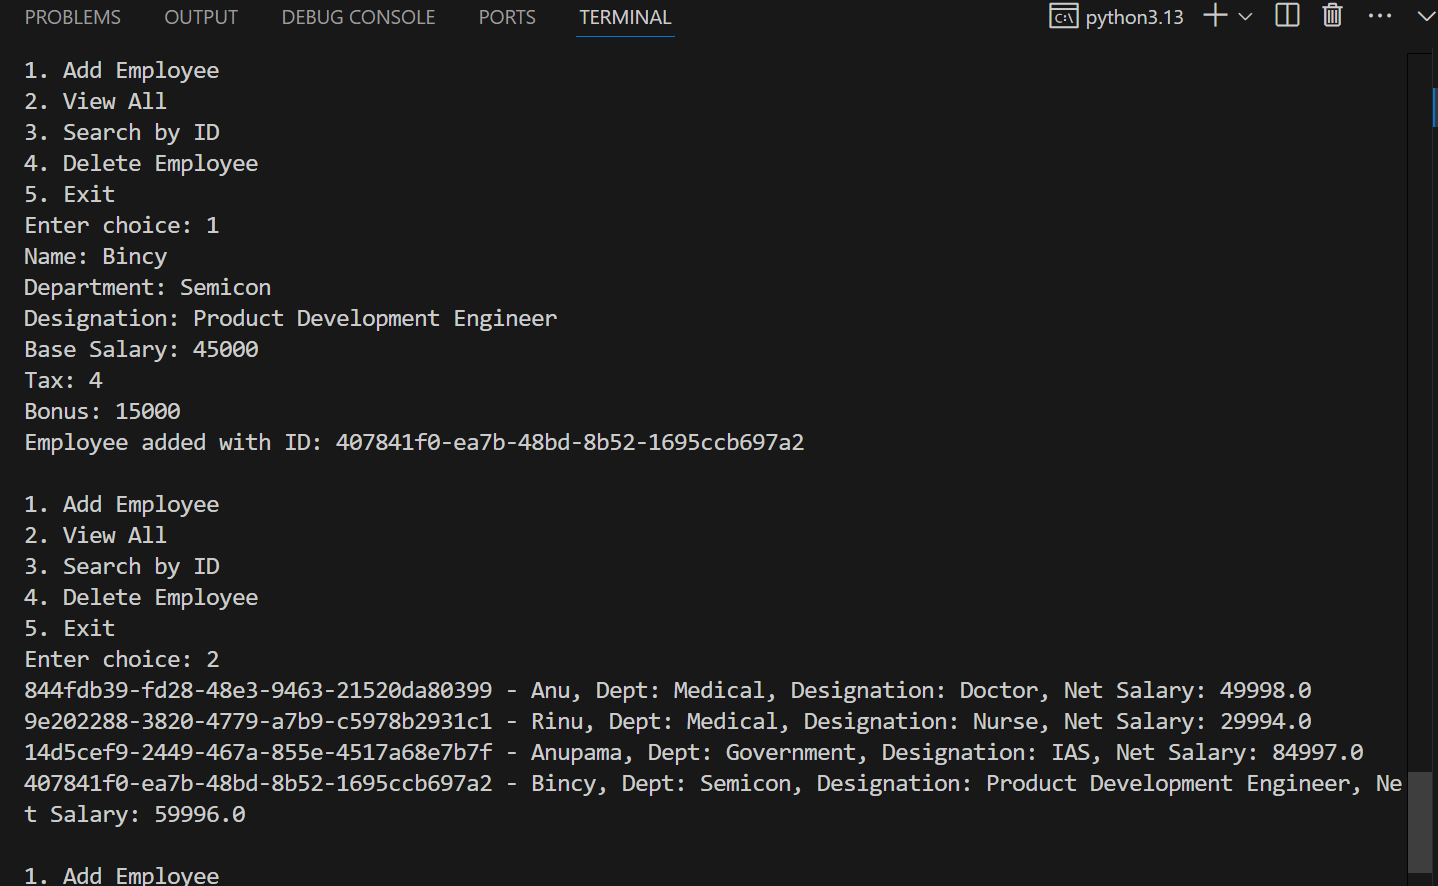 PROBLEMS OUTPUT DEBUG CONSOLE PORTS TERMINAL python3.13
1. Add Employee
2. View All
3. Search by ID
4. Delete Employee
5. Exit
Enter choice: 1
Name: Bincy
Department: Semicon
Designation: Product Development Engineer
Base Salary: 45000
Tax: 4
Bonus: 15000
Employee added with ID: 407841f0-ea7b-48bd-8b52-1695ccb697a2
1. Add Employee
2. View All
3. Search by ID
4. Delete Employee
5. Exit
Enter choice: 2
844fdb39-fd28-48e3-9463-21520da80399 - Anu, Dept: Medical, Designation: Doctor, Net Salary: 49998.0
9e202288-3820-4779-a7b9-c5978b2931c1 - Rinu, Dept: Medical, Designation: Nurse, Net Salary: 29994.0
14d5cef9-2449-467a-855e-4517a68e7b7f - Anupama, Dept: Government, Designation: IAS, Net Salary: 84997.0
407841f0-ea7b-48bd-8b52-1695ccb697a2 - Bincy, Dept: Semicon, Designation: Product Development Engineer, Ne
t Salary: 59996.0
1. Add Employee